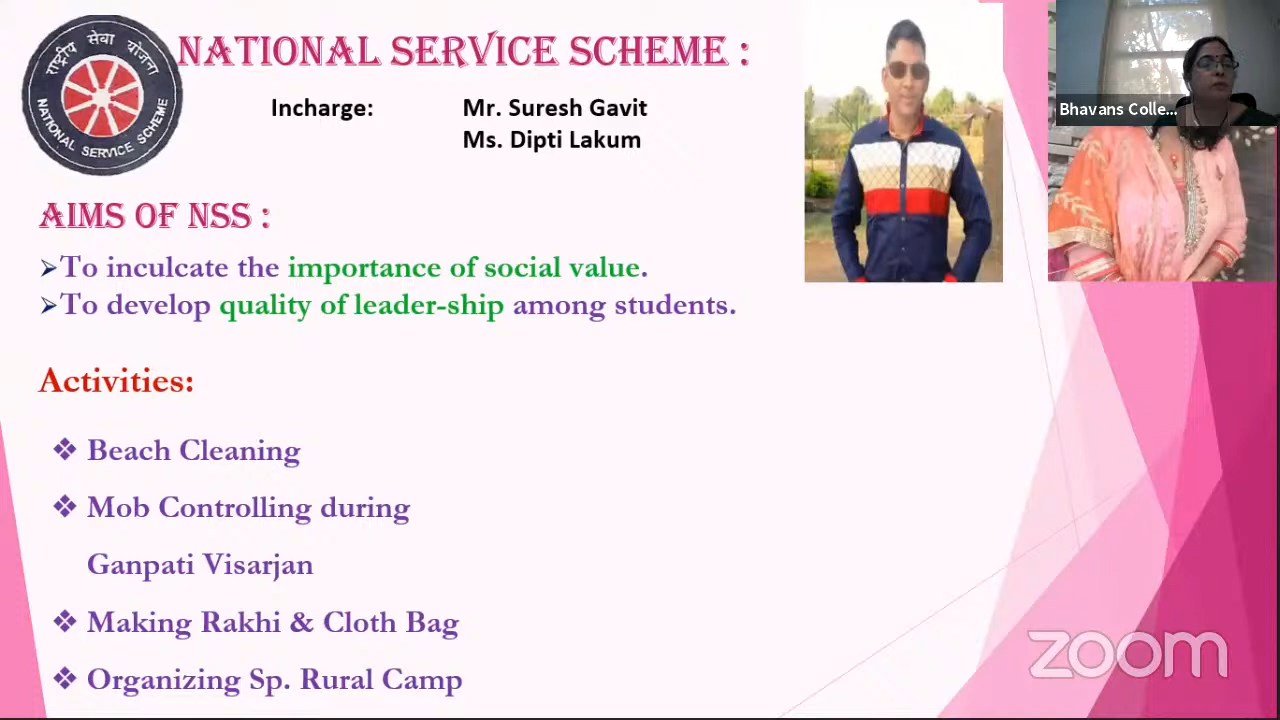 राष्ट्रीय सेवा योजना
NATIONAL SERVICE SCHEME
NATIONAL SERVICE SCHEME :
Incharge: Mr. Suresh Gavit
Ms. Dipti Lakum
Bhavans Colle...
AIMS OF NSS :
➢To inculcate the importance of social value.
➢To develop quality of leader-ship among students.
Activities:
❖ Beach Cleaning
❖ Mob Controlling during
Ganpati Visarjan
❖ Making Rakhi & Cloth Bag
❖ Organizing Sp. Rural Camp
zoom